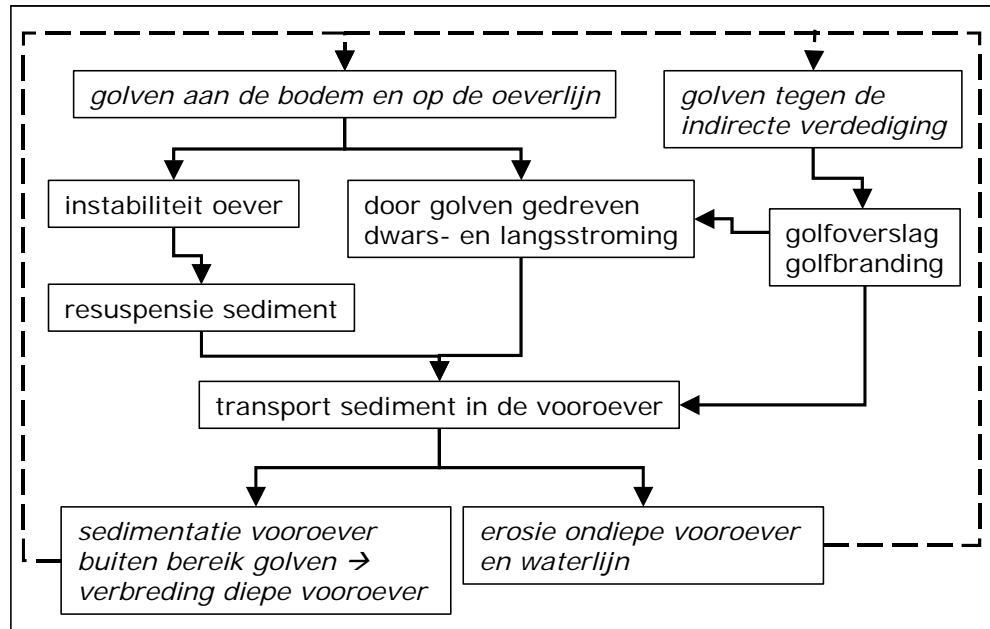 golven aan de bodem en op de oeverlijn
golven tegen de
indirecte verdediging
instabiliteit oever
door golven gedreven
dwars- en langsstroming
golfoverslag
golfbranding
resuspensie sediment
transport sediment in de vooroever
sedimentatie vooroever
buiten bereik golven →
verbreding diepe vooroever
erosie ondiepe vooroever
en waterlijn